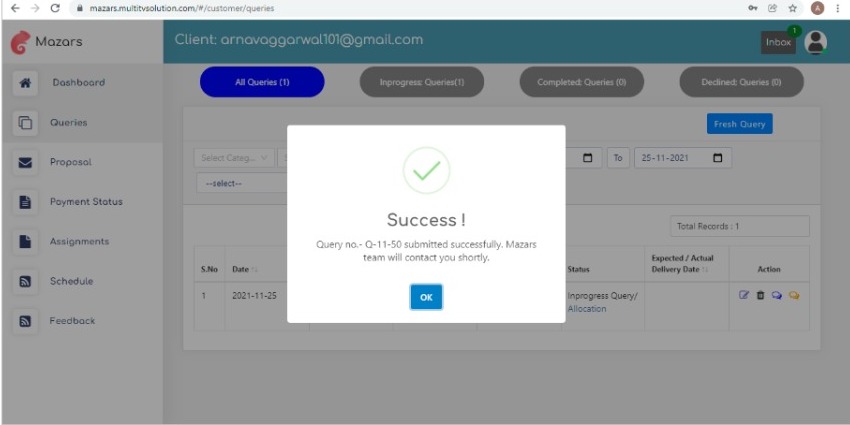 mazars.multitvsolution.com/#/customer/queries
A
Mazars
Client: arnavaggarwal101@gmail.com
Inbox
1
Dashboard
All Queries (1)
Inprogress: Queries(1)
Completed: Queries (0)
Declined: Queries (0)
Queries
Fresh Query
Proposal
Select Categ...
To
25-11-2021
--select--
Payment Status
Success !
Total Records : 1
Assignments
Query no.- Q-11-50 submitted successfully. Mazars
team will contact you shortly.
S.No
Date
Status
Expected / Actual
Delivery Date
Action
Schedule
OK
1
2021-11-25
Inprogress Query/
Allocation
Feedback